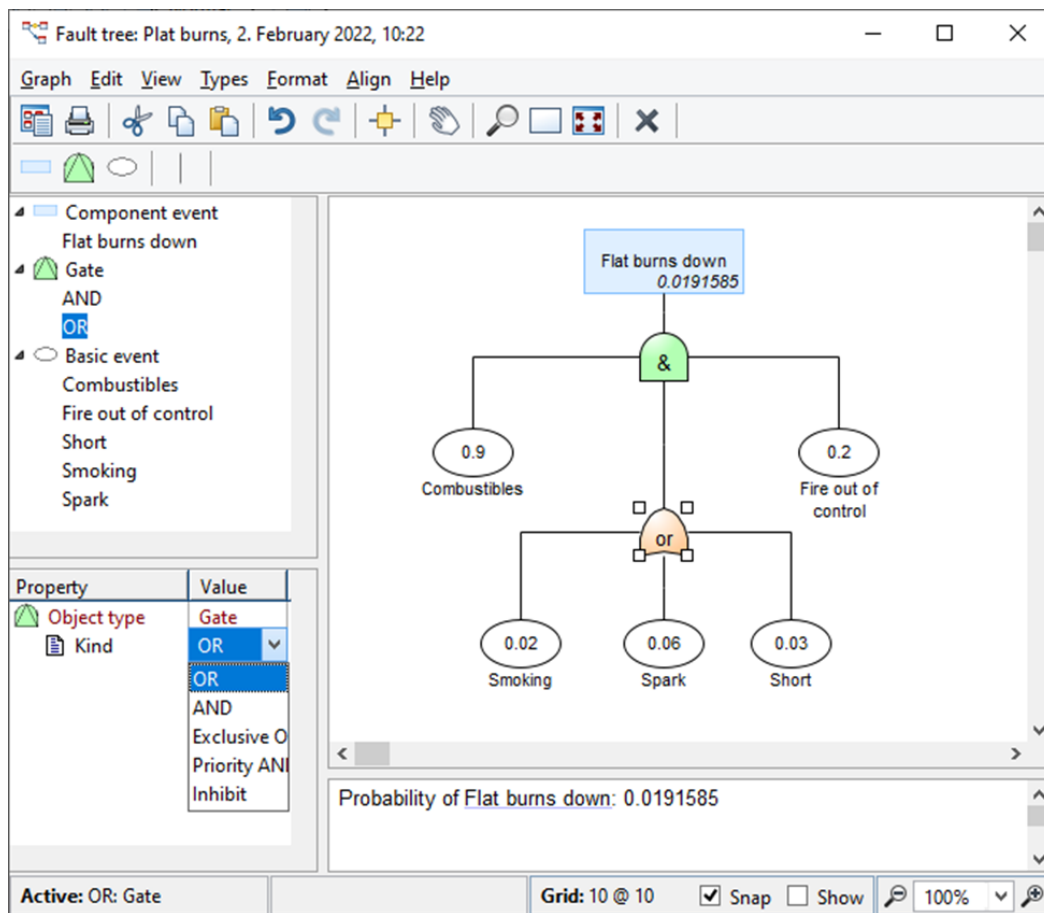 Fault tree: Plat burns, 2. February 2022, 10:22
Graph Edit View Types Format Align Help
Component event
Flat burns down
Gate
AND
OR
Basic event
Combustibles
Fire out of control
Short
Smoking
Spark
Property Value
Object type Gate
Kind OR
OR
AND
Exclusive O
Priority ANI
Inhibit
Flat burns down
0.0191585
&
0.9
Combustibles
0.2
Fire out of
control
or
0.02
Smoking
0.06
Spark
0.03
Short
Probability of Flat burns down: 0.0191585
Active: OR: Gate
Grid: 10 @ 10 Snap Show 100%